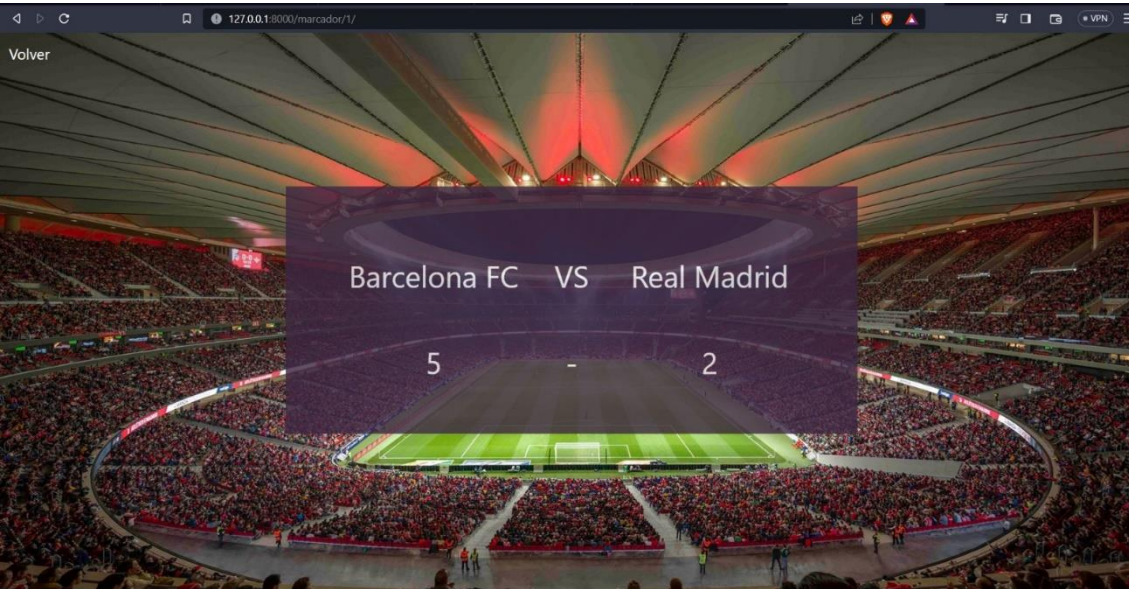 127.0.0.1:8000/marcador/1/
VPN
Volver
Barcelona FC VS Real Madrid
5 - 2